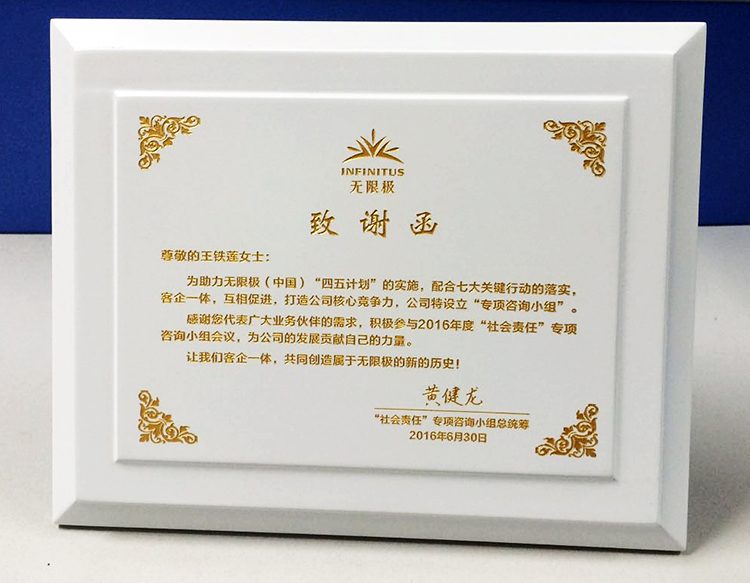 INFINITUS
无限极
致谢函
尊敬的王铁莲女士：
为助力无限极（中国）“四五计划”的实施，配合七大关键行动的落实，
客企一体，互相促进，打造公司核心竞争力，公司特设立“专项咨询小组”。
感谢您代表广大业务伙伴的需求，积极参与2016年度“社会责任”专项
咨询小组会议，为公司的发展贡献自己的力量。
让我们客企一体，共同创造属于无限极的新的历史！
黄健龙
“社会责任”专项咨询小组总统筹
2016年6月30日